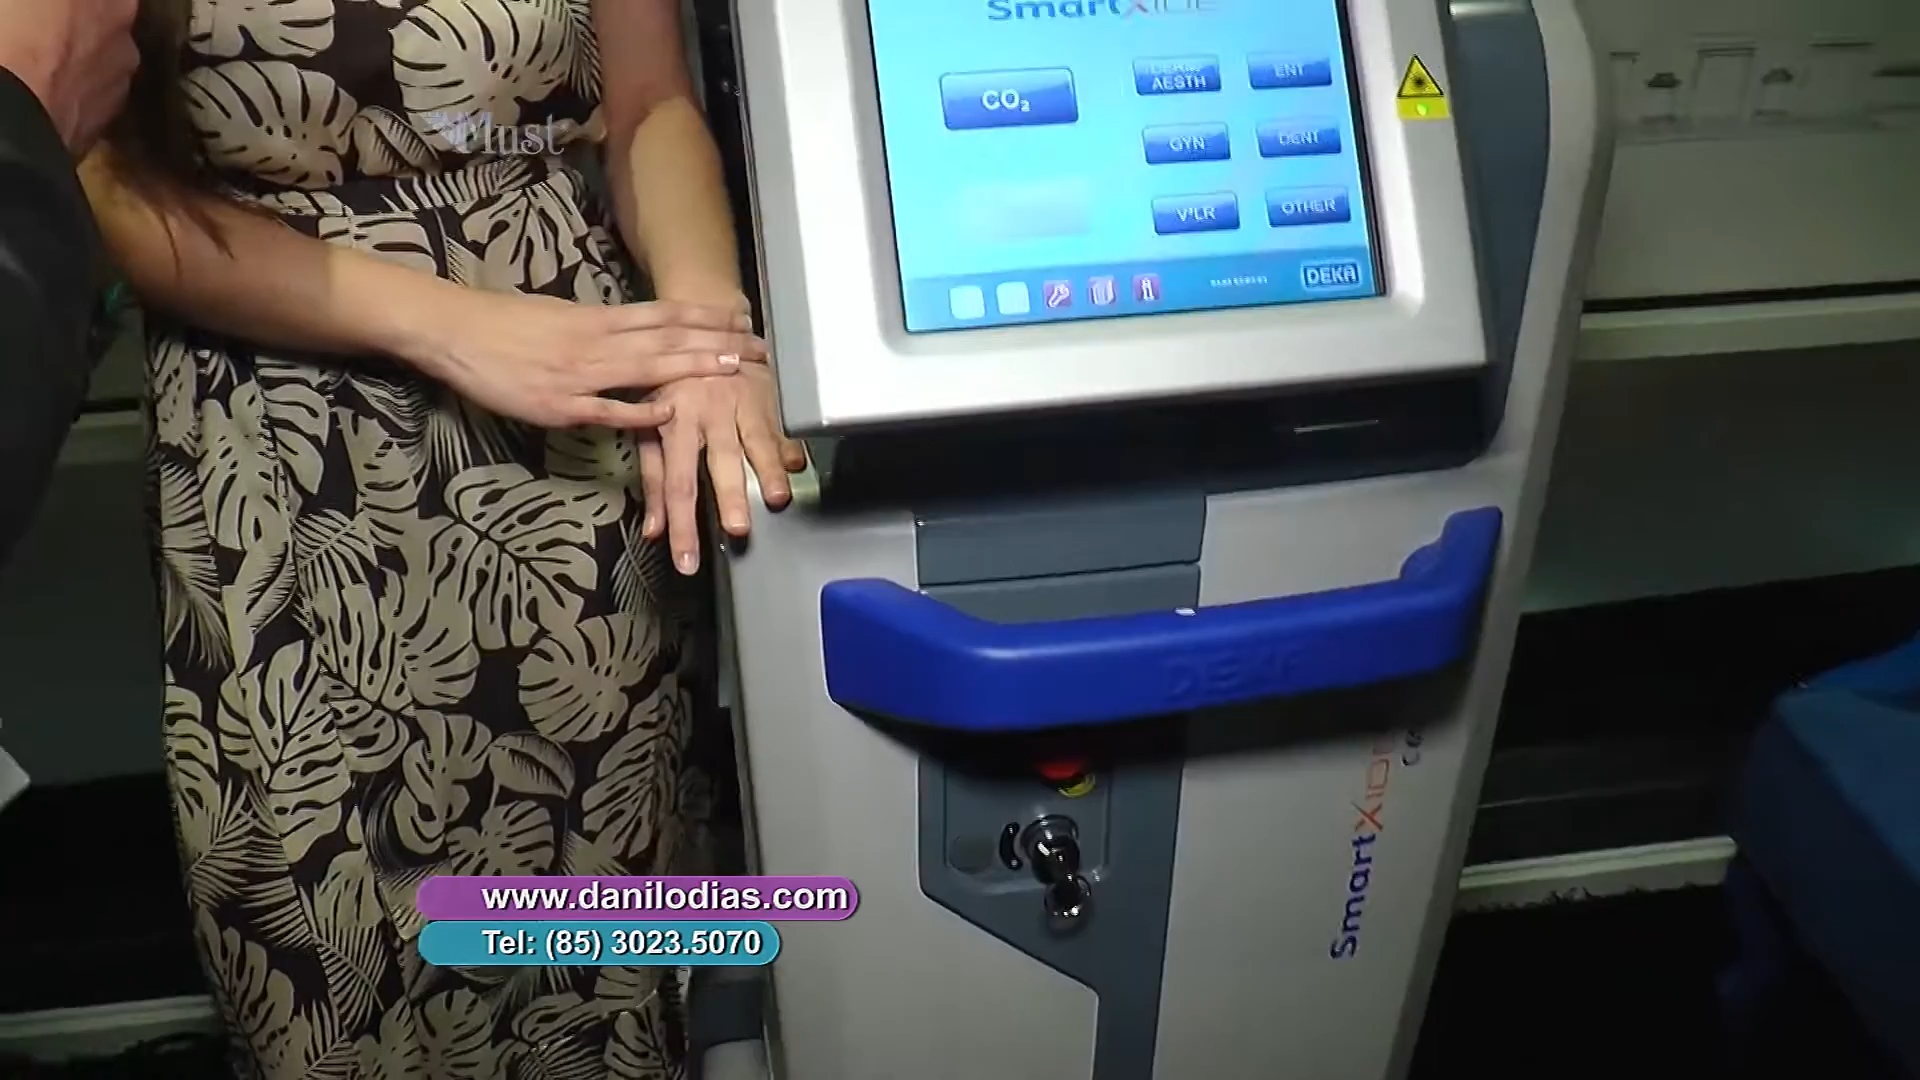 SmartXIDE
CO₂
DERM AESTH
ENT
GYN
DENT
V²LR
OTHER
DEKA
Must
DEKA
SmartXIDE
www.danilodias.com
Tel: (85) 3023.5070